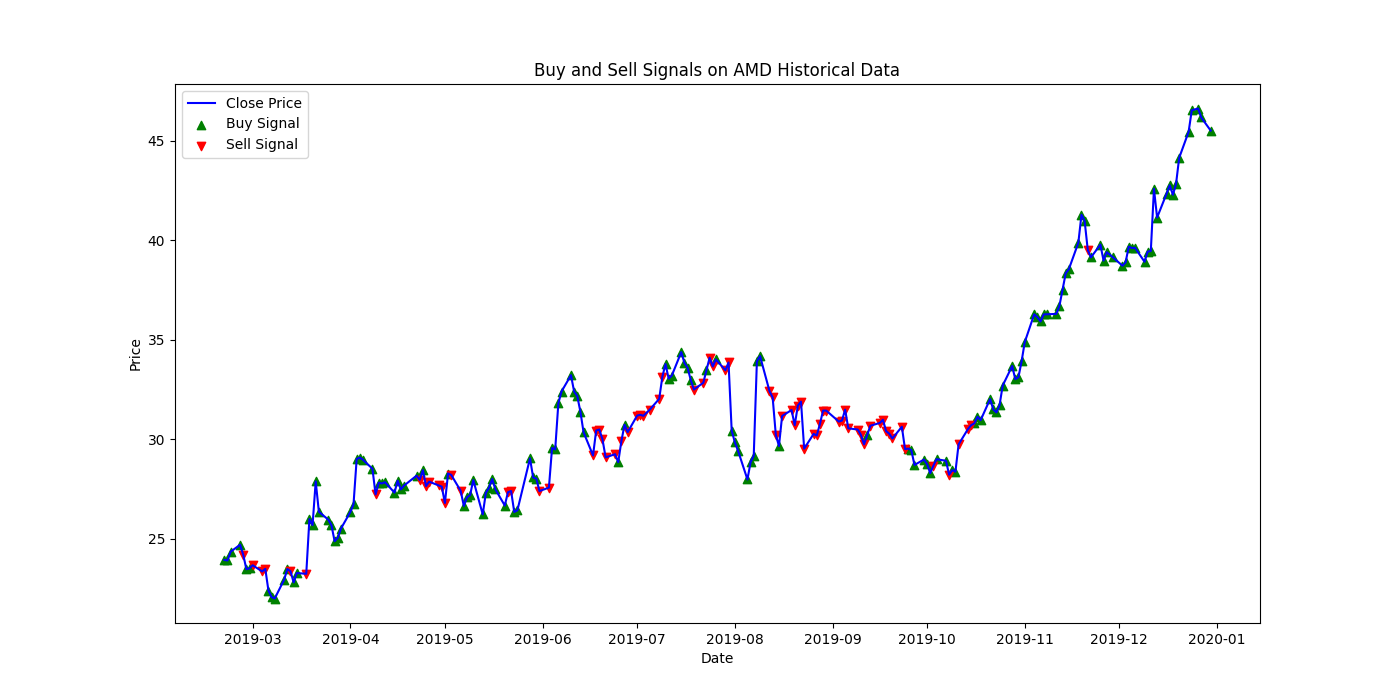 Buy and Sell Signals on AMD Historical Data
Close Price
Buy Signal
Sell Signal
45
40
35
30
25
Price
2019-03 2019-04 2019-05 2019-06 2019-07 2019-08 2019-09 2019-10 2019-11 2019-12 2020-01
Date